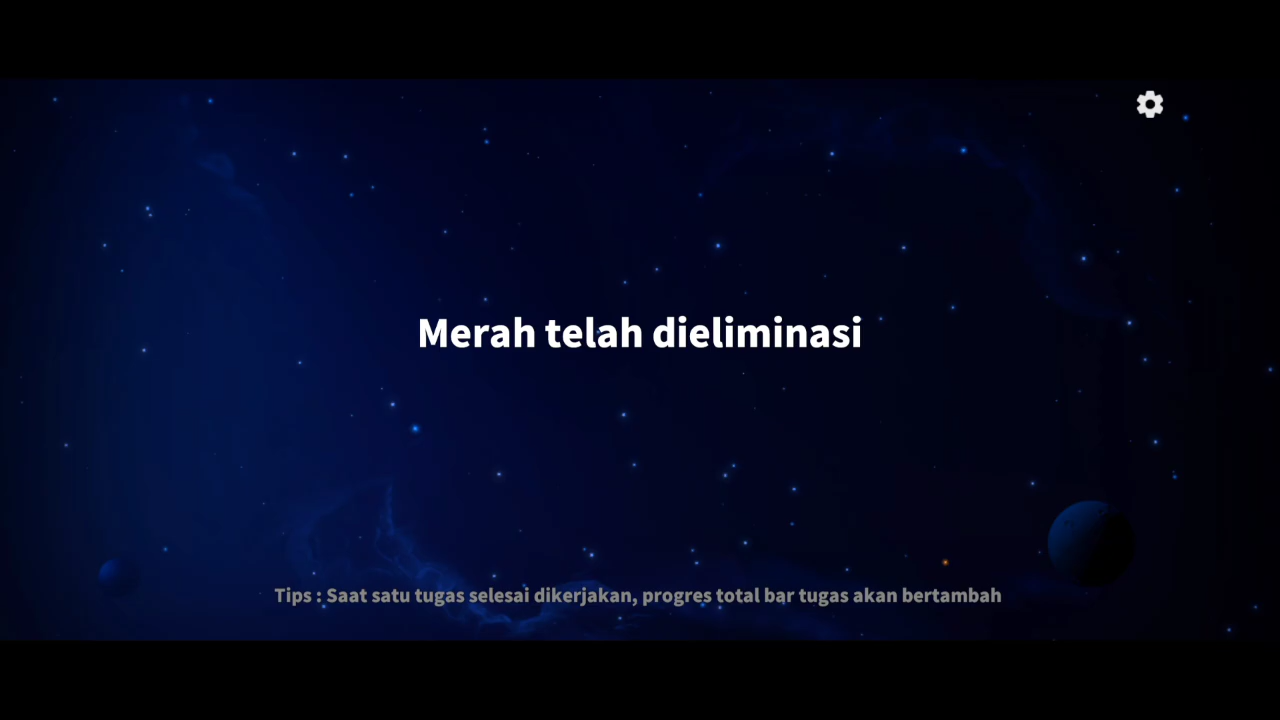 Merah telah dieliminasi
Tips : Saat satu tugas selesai dikerjakan, progres total bar tugas akan bertambah